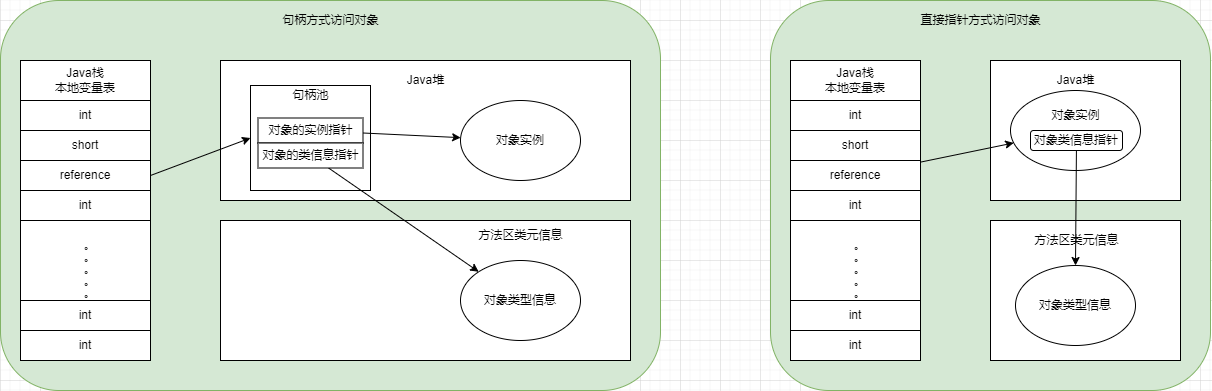 句柄方式访问对象
Java栈
本地变量表
int
short
reference
int
。
。
。
。
。
int
int
Java堆
句柄池
对象的实例指针
对象的类信息指针
对象实例
方法区类元信息
对象类型信息
直接指针方式访问对象
Java栈
本地变量表
int
short
reference
int
。
。
。
。
。
int
int
Java堆
对象实例
对象类信息指针
方法区类元信息
对象类型信息